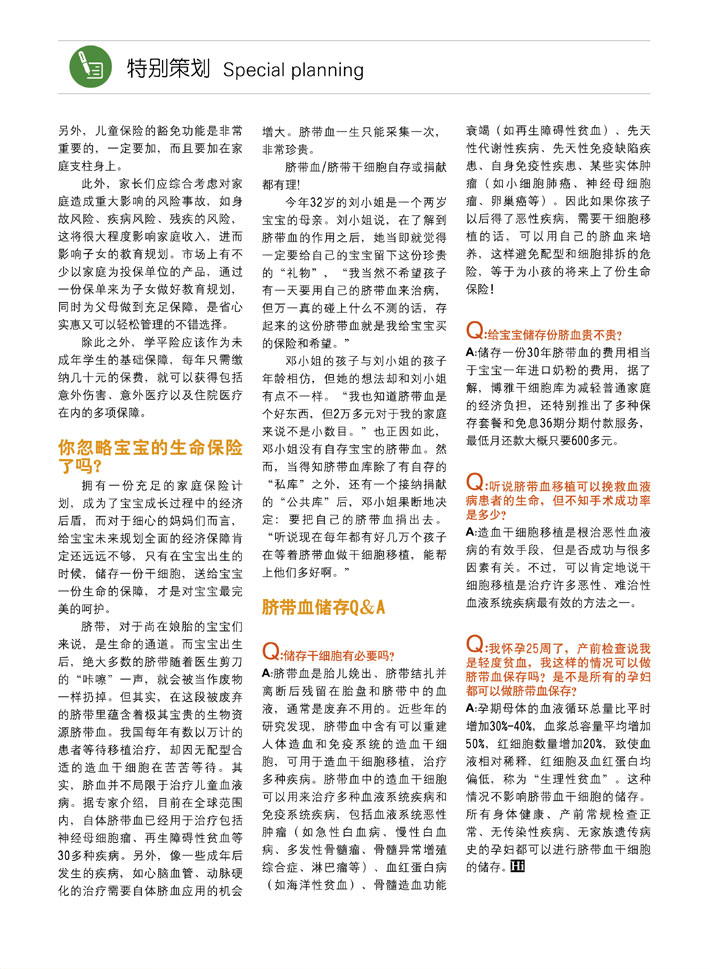 特别策划 Special planning
另外，儿童保险的豁免功能是非常
重要的，一定要加，而且要加在家
庭支柱身上。
此外，家长们应综合考虑对家
庭造成重大影响的风险事故，如身
故风险、疾病风险、残疾的风险，
这将很大程度影响家庭收入，进而
影响子女的教育规划。市场上有不
少以家庭为投保单位的产品，通过
一份保单来为子女做好教育规划，
同时为父母做到充足保障，是省心
实惠又可以轻松管理的不错选择。
除此之外，学平险应该作为未
成年学生的基础保障，每年只需缴
纳几十元的保费，就可以获得包括
意外伤害、意外医疗以及住院医疗
在内的多项保障。
你忽略宝宝的生命保险
了吗？
拥有一份充足的家庭保险计
划，成为了宝宝成长过程中的经济
后盾，而对于细心的妈妈们而言，
给宝宝未来规划全面的经济保障肯
定还远远不够，只有在宝宝出生的
时候，储存一份干细胞，送给宝宝
一份生命的保障，才是对宝宝最完
美的呵护。
脐带，对于尚在娘胎的宝宝们
来说，是生命的通道。而宝宝出生
后，绝大多数的脐带随着医生剪刀
的“咔嚓”一声，就会被当作废物
一样扔掉。但其实，在这段被废弃
的脐带里蕴含着极其宝贵的生物资
源脐带血。我国每年有数以万计的
患者等待移植治疗，却因无配型合
适的造血干细胞在苦苦等待。其
实，脐血并不局限于治疗儿童血液
病。据专家介绍，目前在全球范围
内，自体脐带血已经用于治疗包括
神经母细胞瘤、再生障碍性贫血等
30多种疾病。另外，像一些成年后
发生的疾病，如心脑血管、动脉硬
化的治疗需要自体脐血应用的机会
增大。脐带血一生只能采集一次，
非常珍贵。
脐带血/脐带干细胞自存或捐献
都有理！
今年32岁的刘小姐是一个两岁
宝宝的母亲。刘小姐说，在了解到
脐带血的作用之后，她当即就觉得
一定要给自己的宝宝留下这份珍贵
的“礼物”，“我当然不希望孩子
有一天要用自己的脐带血来治病，
但万一真的碰上什么不测的话，存
起来的这份脐带血就是我给宝宝买
的保险和希望。”
邓小姐的孩子与刘小姐的孩子
年龄相仿，但她的想法却和刘小姐
有点不一样。“我也知道脐带血是
个好东西，但2万多元对于我的家庭
来说不是小数目。”也正因如此，
邓小姐没有自存宝宝的脐带血。然
而，当得知脐带血库除了有自存的
“私库”之外，还有一个接纳捐献
的“公共库”后，邓小姐果断地决
定：要把自己的脐带血捐出去。
“听说现在每年都有好几万个孩子
在等着脐带血做干细胞移植，能帮
上他们多好啊。”
脐带血储存Q&A
Q:储存干细胞有必要吗？
A:脐带血是胎儿娩出、脐带结扎并
离断后残留在胎盘和脐带中的血
液，通常是废弃不用的。近些年的
研究发现，脐带血中含有可以重建
人体造血和免疫系统的造血干细
胞，可用于造血干细胞移植，治疗
多种疾病。脐带血中的造血干细胞
可以用来治疗多种血液系统疾病和
免疫系统疾病，包括血液系统恶性
肿瘤（如急性白血病、慢性白血
病、多发性骨髓瘤、骨髓异常增殖
综合症、淋巴瘤等）、血红蛋白病
（如海洋性贫血）、骨髓造血功能
衰竭（如再生障碍性贫血）、先天
性代谢性疾病、先天性免疫缺陷疾
患、自身免疫性疾患、某些实体肿
瘤（如小细胞肺癌、神经母细胞
瘤、卵巢癌等）。因此如果你孩子
以后得了恶性疾病，需要干细胞移
植的话，可以用自己的脐血来培
养，这样避免配型和细胞排拆的危
险，等于为小孩的将来上了份生命
保险！
Q:给宝宝储存份脐血贵不贵？
A:储存一份30年脐带血的费用相当
于宝宝一年进口奶粉的费用，据了
解，博雅干细胞库为减轻普通家庭
的经济负担，还特别推出了多种保
存套餐和免息36期分期付款服务，
最低月还款大概只要600多元。
Q:听说脐带血移植可以挽救血液
病患者的生命，但不知手术成功率
是多少？
A:造血干细胞移植是根治恶性血液
病的有效手段，但是否成功与很多
因素有关。不过，可以肯定地说干
细胞移植是治疗许多恶性、难治性
血液系统疾病最有效的方法之一。
Q:我怀孕25周了，产前检查说我
是轻度贫血，我这样的情况可以做
脐带血保存吗？是不是所有的孕妇
都可以做脐带血保存？
A:孕期母体的血液循环总量比平时
增加30%-40%，血浆总容量平均增加
50%，红细胞数量增加20%，致使血
液相对稀释，红细胞及血红蛋白均
偏低，称为“生理性贫血”。这种
情况不影响脐带血干细胞的储存。
所有身体健康、产前常规检查正
常、无传染性疾病、无家族遗传病
史的孕妇都可以进行脐带血干细胞
的储存。Hi